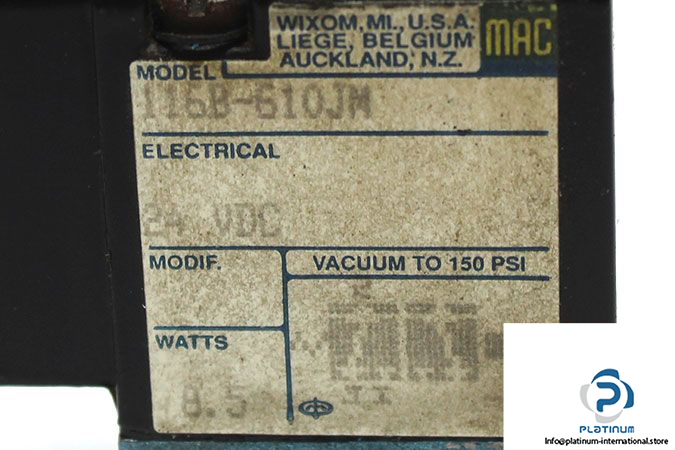 WIXOM, MI., U.S.A.
LIEGE, BELGIUM
AUCKLAND, N.Z.
MAC
MODEL
116B-610JM
ELECTRICAL
24 VDC
MODIF.
VACUUM TO 150 PSI
WATTS
8.5
PLATINUM
info@platinum-international.store